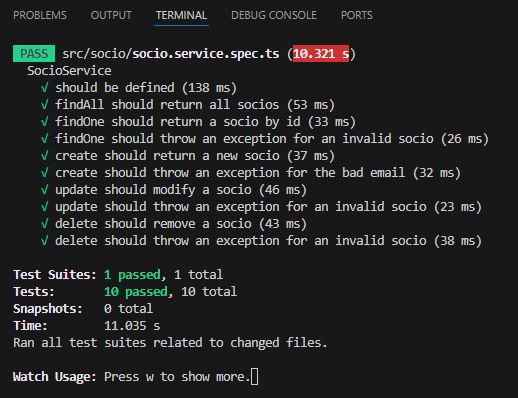 PROBLEMS OUTPUT TERMINAL DEBUG CONSOLE PORTS
PASS src/socio/socio.service.spec.ts (10.321 s)
SocioService
√ should be defined (138 ms)
√ findAll should return all socios (53 ms)
√ findOne should return a socio by id (33 ms)
√ findOne should throw an exception for an invalid socio (26 ms)
√ create should return a new socio (37 ms)
√ create should throw an exception for the bad email (32 ms)
√ update should modify a socio (46 ms)
√ update should throw an exception for an invalid socio (23 ms)
√ delete should remove a socio (43 ms)
√ delete should throw an exception for an invalid socio (38 ms)
Test Suites: 1 passed, 1 total
Tests: 10 passed, 10 total
Snapshots: 0 total
Time: 11.035 s
Ran all test suites related to changed files.
Watch Usage: Press w to show more.